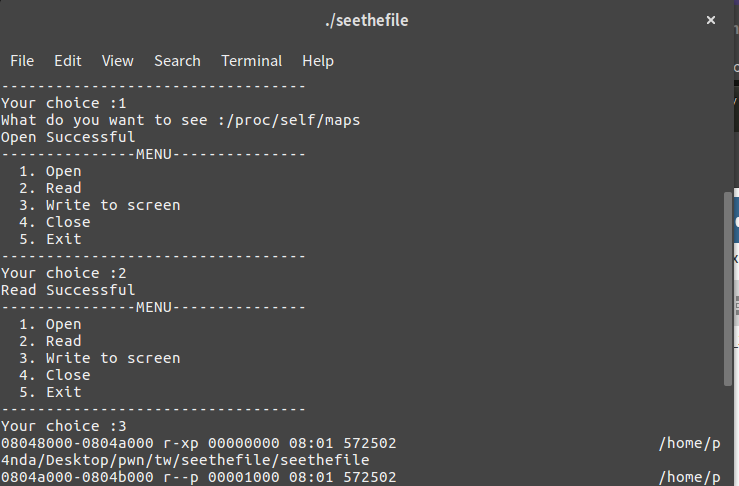 ./seethefile
File Edit View Search Terminal Help
----------------------------------
Your choice :1
What do you want to see :/proc/self/maps
Open Successful
---------------MENU---------------
  1. Open
  2. Read
  3. Write to screen
  4. Close
  5. Exit
----------------------------------
Your choice :2
Read Successful
---------------MENU---------------
  1. Open
  2. Read
  3. Write to screen
  4. Close
  5. Exit
----------------------------------
Your choice :3
08048000-0804a000 r-xp 00000000 08:01 572502                             /home/p
4nda/Desktop/pwn/tw/seethefile/seethefile
0804a000-0804b000 r--p 00001000 08:01 572502                             /home/p